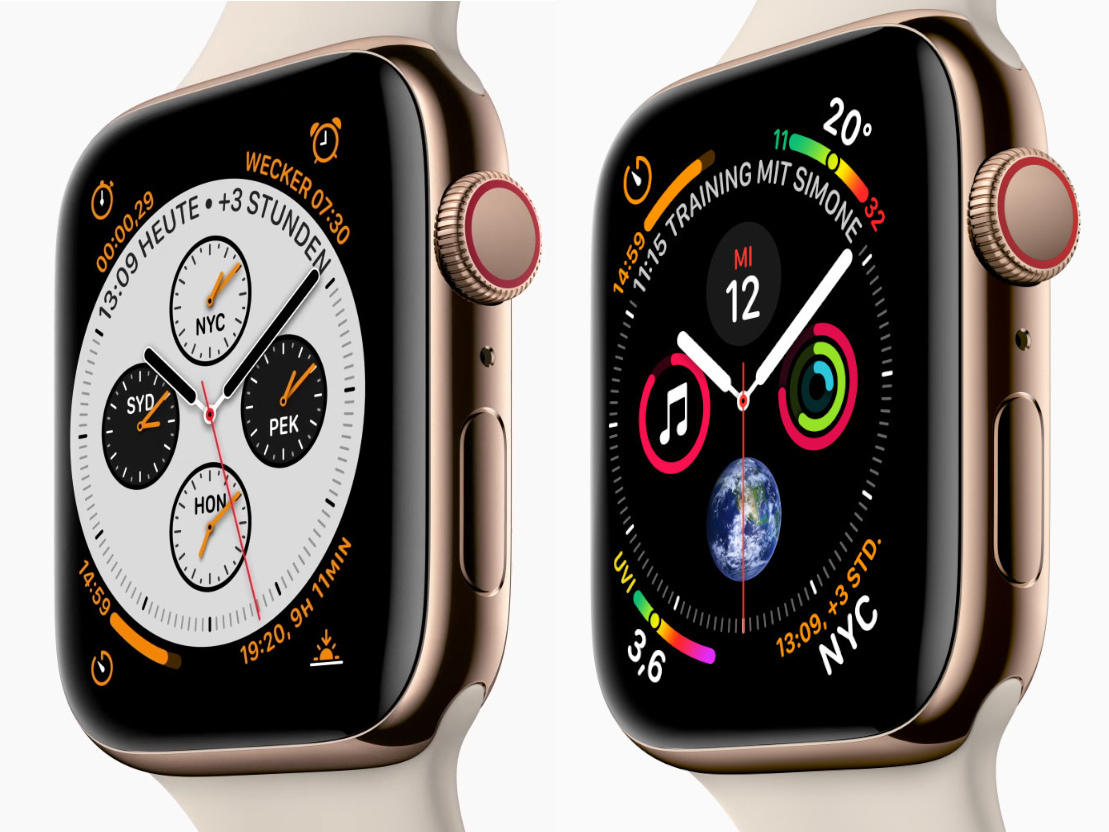 WECKER 07:30
00:00,29
13:09 HEUTE • +3 STUNDEN
NYC
SYD
PEK
HON
14:59
19:20, 9H 11MIN
20°
11
32
14:59
11:15 TRAINING MIT SIMONE
MI
12
UVI
3,6
13:09, +3 STD.
NYC